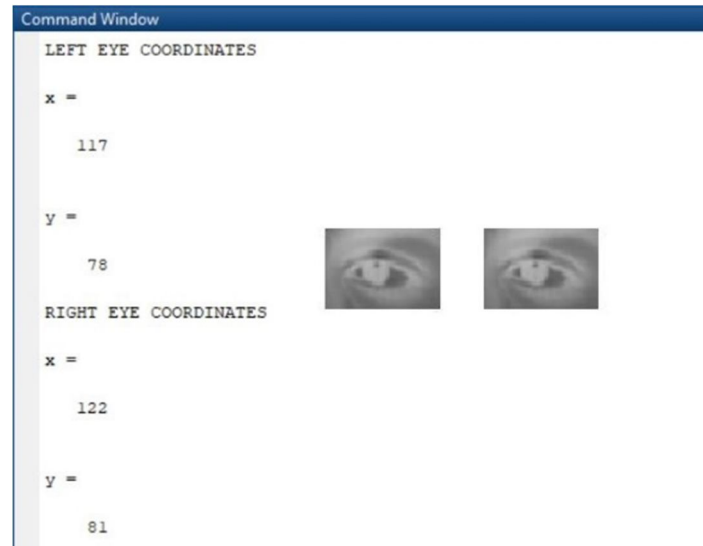 Command Window
LEFT EYE COORDINATES
x =
117
y =
78
RIGHT EYE COORDINATES
x =
122
y =
81